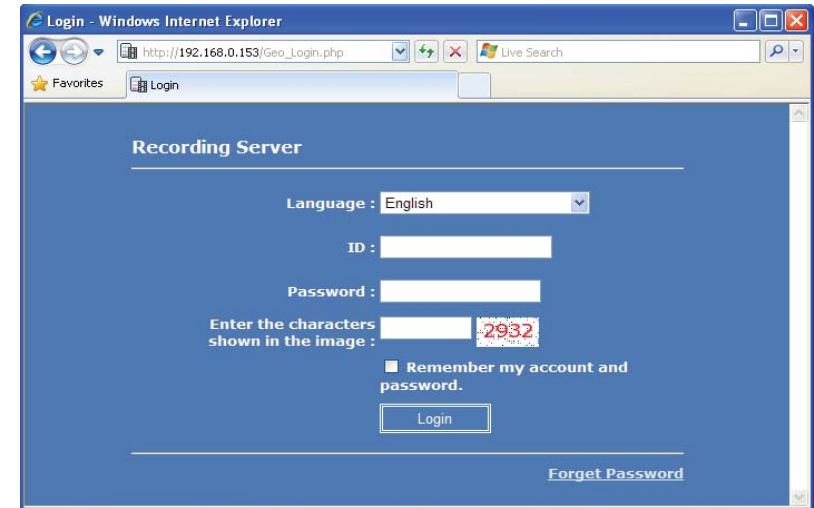 Login - Windows Internet Explorer
http://192.168.0.153/Geo_Login.php
Live Search
Favorites
Login
Recording Server
Language :
English
ID :
Password :
Enter the characters
shown in the image :
2932
Remember my account and
password.
Login
Forget Password